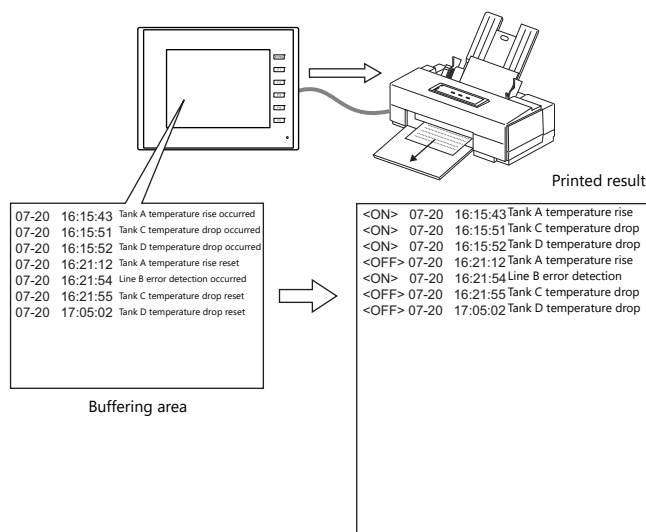 Printed result
07-20 16:15:43 Tank A temperature rise occurred
07-20 16:15:51 Tank C temperature drop occurred
07-20 16:15:52 Tank D temperature drop occurred
07-20 16:21:12 Tank A temperature rise reset
07-20 16:21:54 Line B error detection occurred
07-20 16:21:55 Tank C temperature drop reset
07-20 17:05:02 Tank D temperature drop reset
Buffering area
<ON> 07-20 16:15:43 Tank A temperature rise
<ON> 07-20 16:15:51 Tank C temperature drop
<ON> 07-20 16:15:52 Tank D temperature drop
<OFF> 07-20 16:21:12 Tank A temperature rise
<ON> 07-20 16:21:54 Line B error detection
<OFF> 07-20 16:21:55 Tank C temperature drop
<OFF> 07-20 17:05:02 Tank D temperature drop